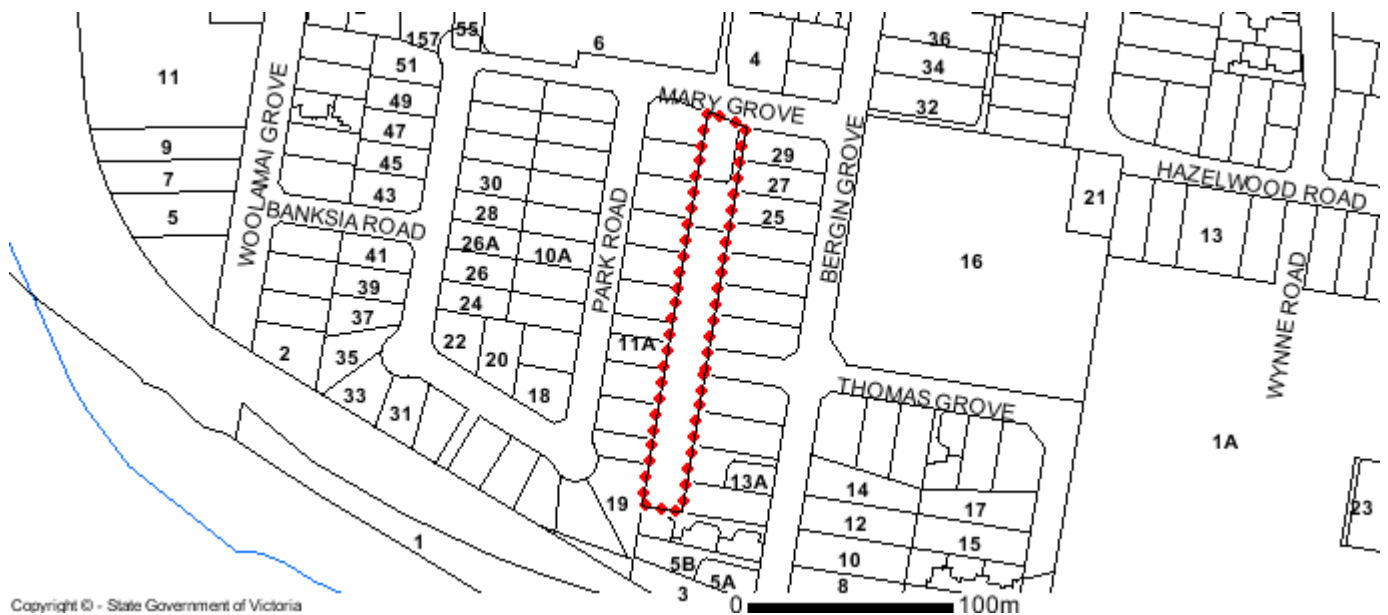 157
55
6
4
36
34
32
11
51
49
47
45
43
9
7
5
WOOLAMAI GROVE
BANKSIA ROAD
MARY GROVE
BERGIN GROVE
PARK ROAD
HAZELWOOD ROAD
WYNNE ROAD
THOMAS GROVE
29
27
25
21
13
16
30
28
26A
26
24
22
20
18
10A
11A
41
39
37
35
33
31
2
1
19
13A
14
12
10
8
17
15
1A
23
5B
5A
3
0
100m
Copyright © - State Government of Victoria